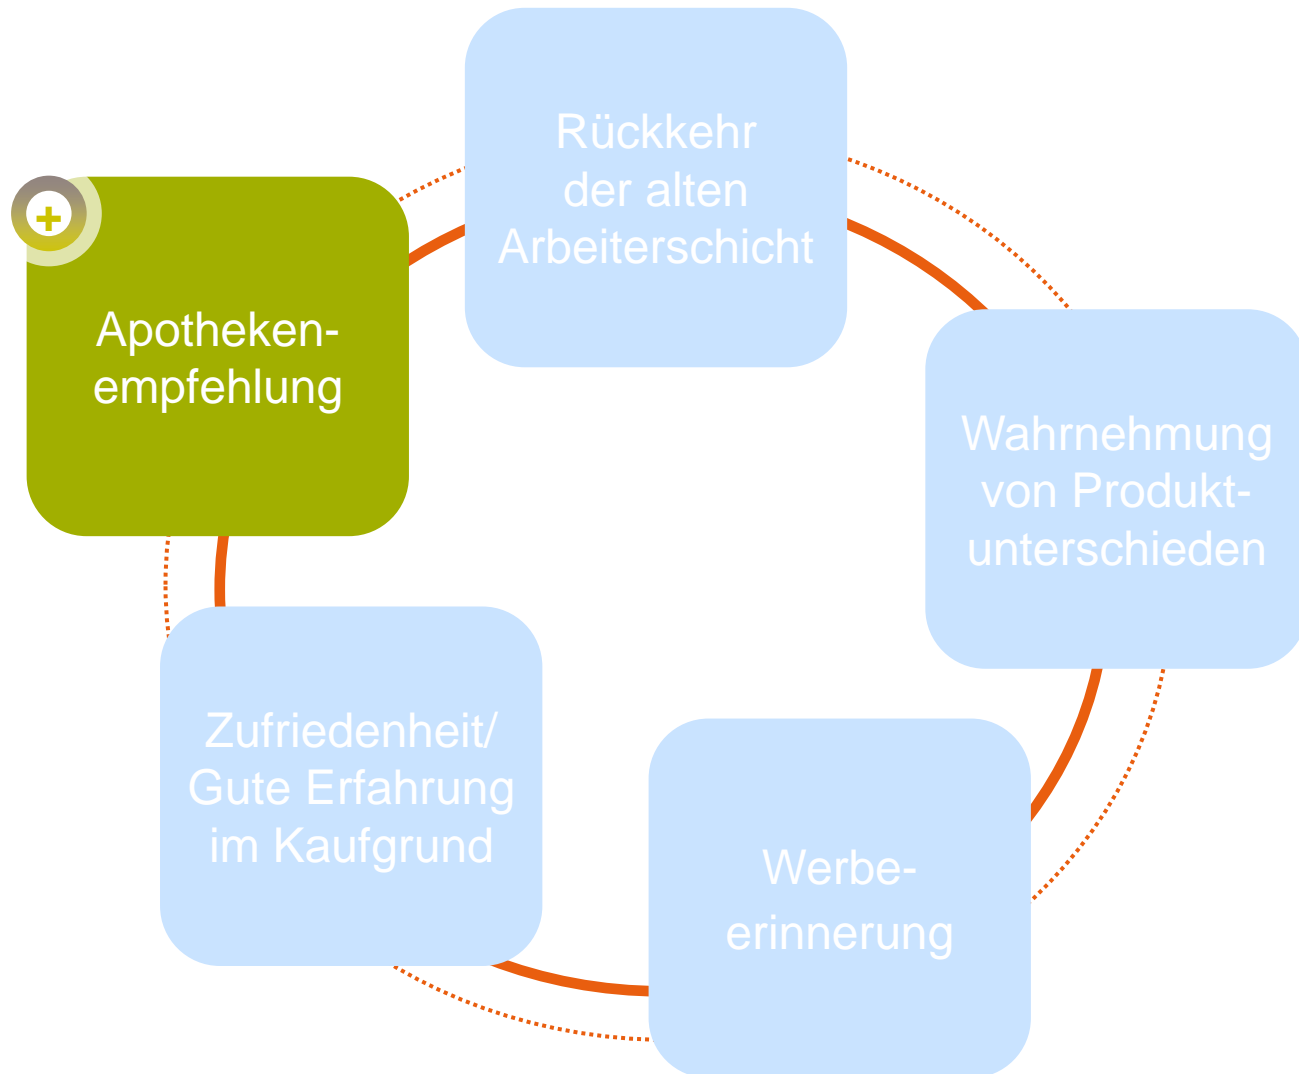 Rückkehr
der alten
Arbeiterschicht
+
Apotheken-
empfehlung
Wahrnehmung
von Produkt-
unterschieden
Zufriedenheit/
Gute Erfahrung
im Kaufgrund
Werbe-
erinnerung